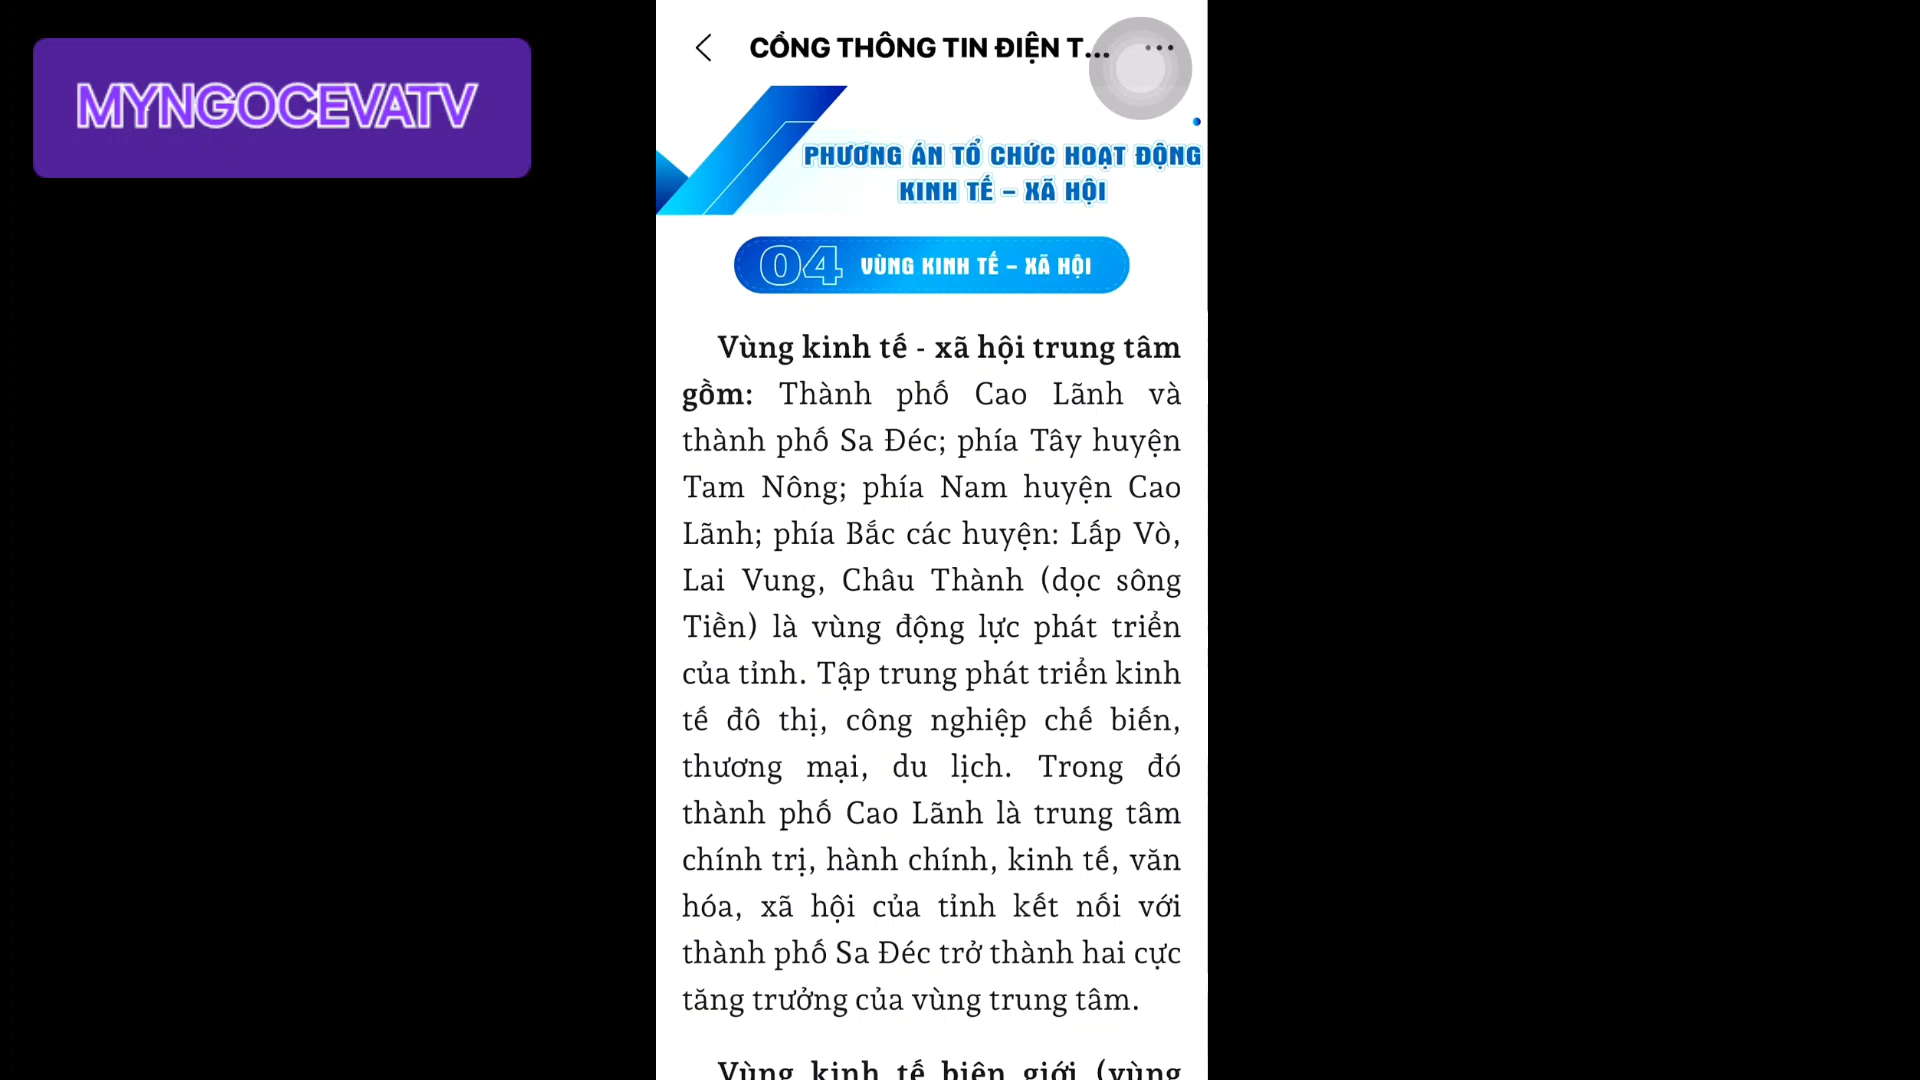 MYNGOCEVATV
CỔNG THÔNG TIN ĐIỆN T...
PHƯƠNG ÁN TỔ CHỨC HOẠT ĐỘNG
KINH TẾ – XÃ HỘI
04 VÙNG KINH TẾ – XÃ HỘI
Vùng kinh tế - xã hội trung tâm
gồm: Thành phố Cao Lãnh và
thành phố Sa Đéc; phía Tây huyện
Tam Nông; phía Nam huyện Cao
Lãnh; phía Bắc các huyện: Lấp Vò,
Lai Vung, Châu Thành (dọc sông
Tiền) là vùng động lực phát triển
của tỉnh. Tập trung phát triển kinh
tế đô thị, công nghiệp chế biến,
thương mại, du lịch. Trong đó
thành phố Cao Lãnh là trung tâm
chính trị, hành chính, kinh tế, văn
hóa, xã hội của tỉnh kết nối với
thành phố Sa Đéc trở thành hai cực
tăng trưởng của vùng trung tâm.
Vùng kinh tế biên giới (vùng